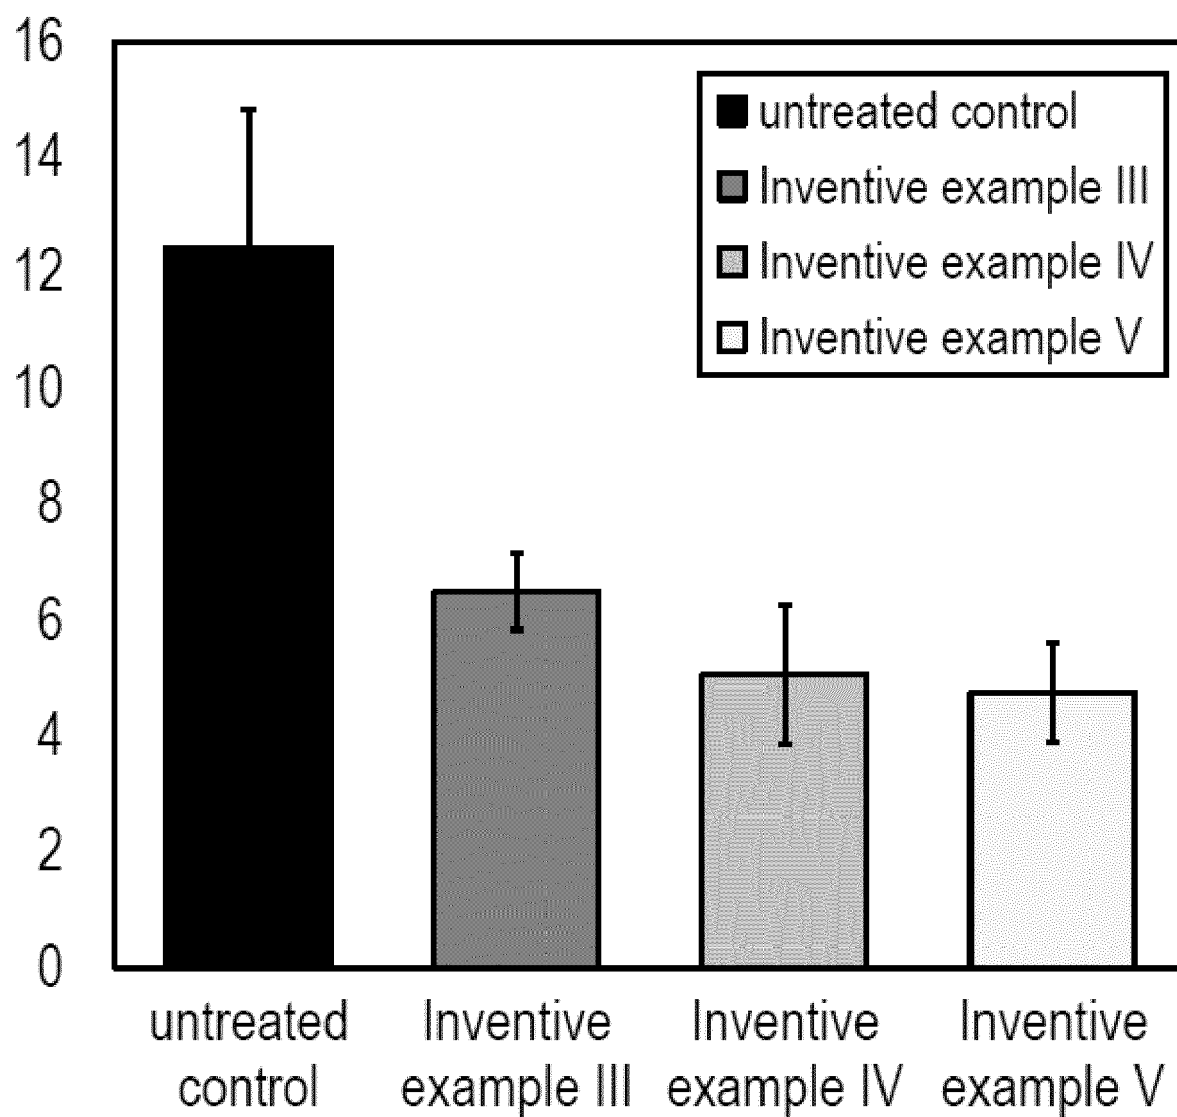 16
14
12
10
8
6
4
2
0
untreated control
Inventive example III
Inventive example IV
Inventive example V
untreated
control
Inventive
example III
Inventive
example IV
Inventive
example V